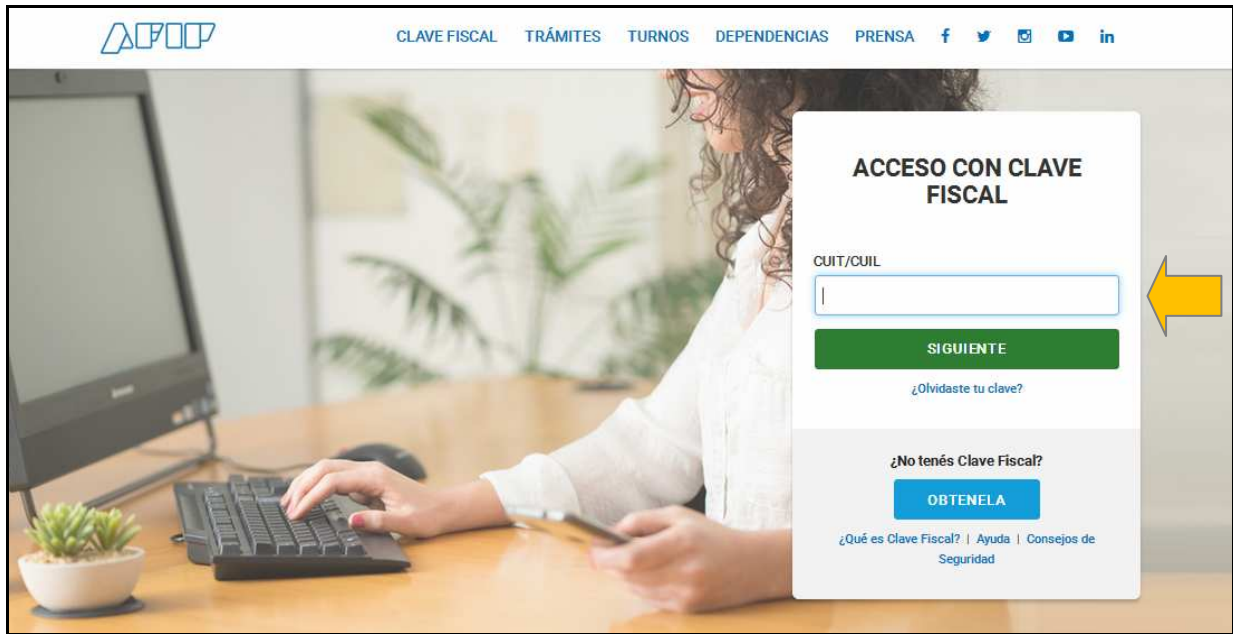 AFIP
CLAVE FISCAL TRÁMITES TURNOS DEPENDENCIAS PRENSA f in
ACCESO CON CLAVE
FISCAL
CUIT/CUIL
SIGUIENTE
¿Olvidaste tu clave?
¿No tenés Clave Fiscal?
OBTENELA
¿Qué es Clave Fiscal? | Ayuda | Consejos de
Seguridad